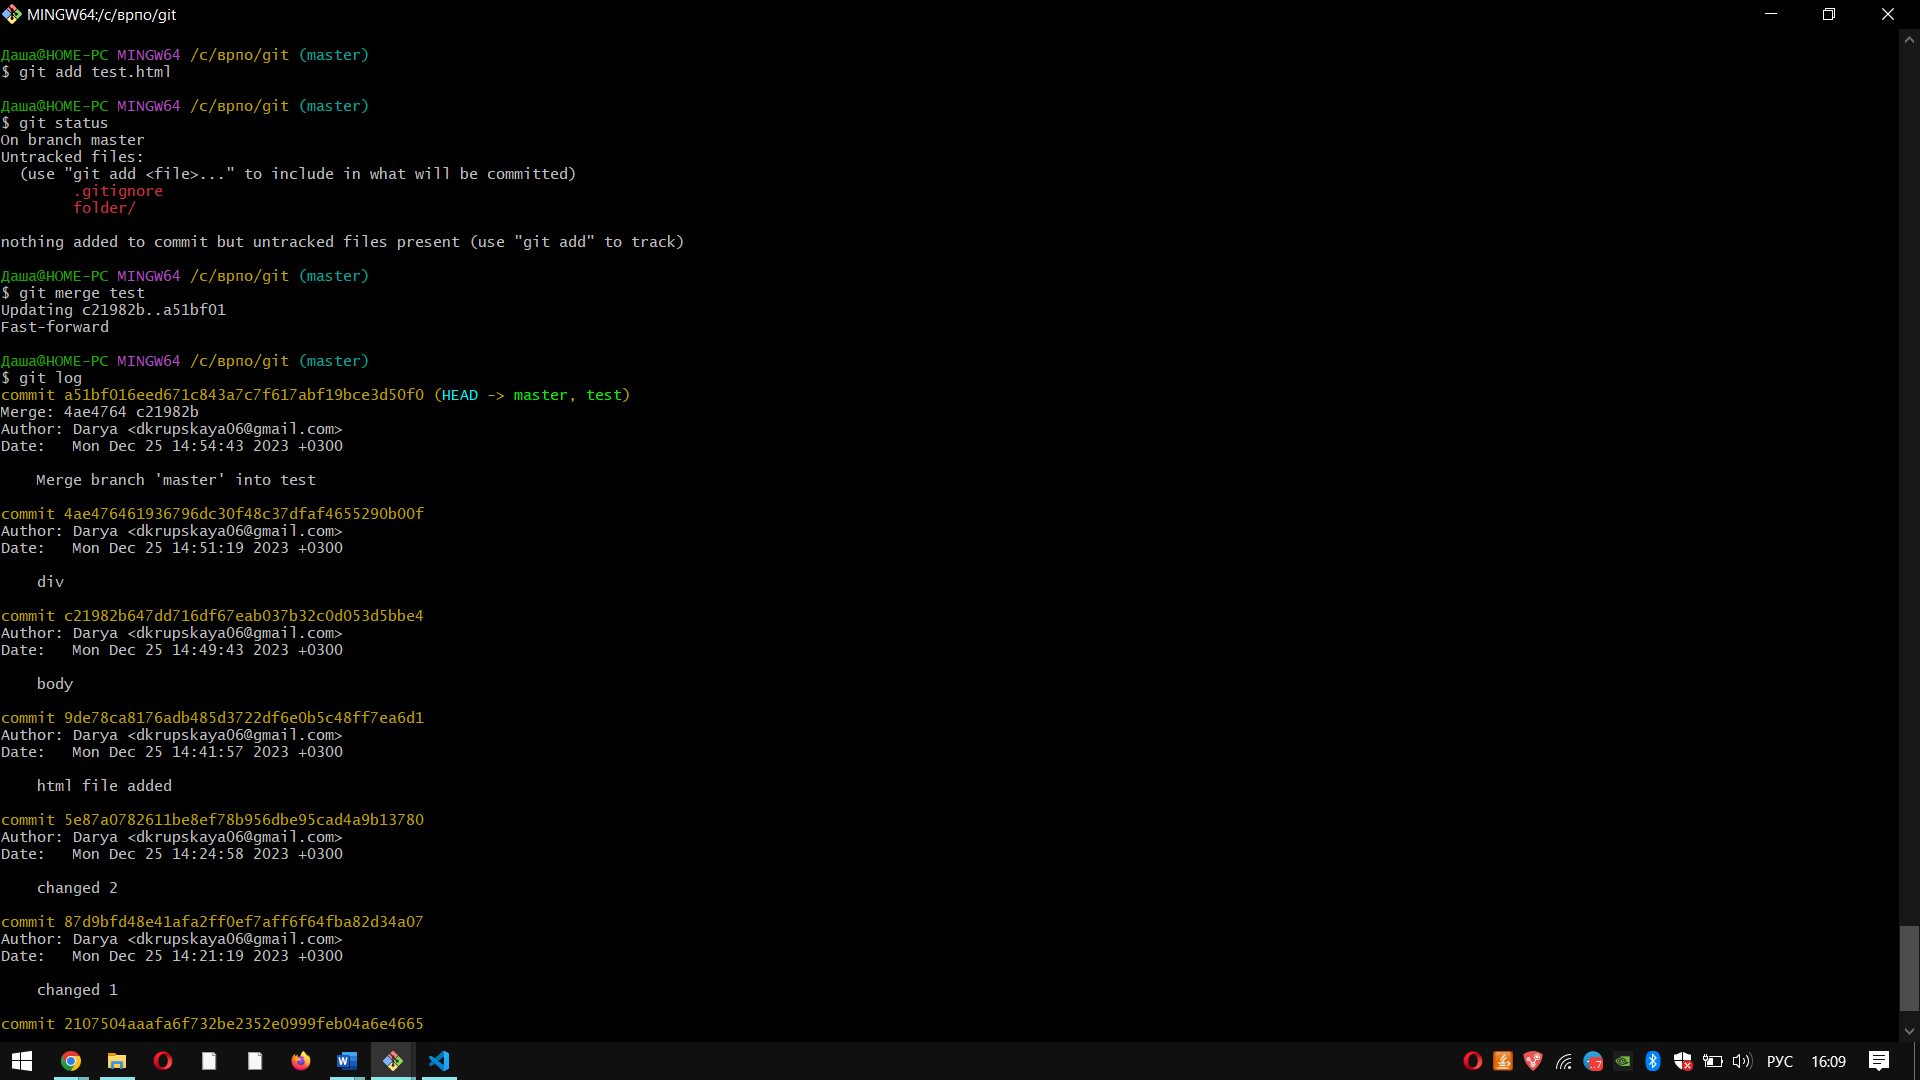 MINGW64:/c/врпо/git
Даша@HOME-PC MINGW64 /c/врпо/git (master)
$ git add test.html
Даша@HOME-PC MINGW64 /c/врпо/git (master)
$ git status
On branch master
Untracked files:
  (use "git add <file>..." to include in what will be committed)
        .gitignore
        folder/
nothing added to commit but untracked files present (use "git add" to track)
Даша@HOME-PC MINGW64 /c/врпо/git (master)
$ git merge test
Updating c21982b..a51bf01
Fast-forward
Даша@HOME-PC MINGW64 /c/врпо/git (master)
$ git log
commit a51bf016eed671c843a7c7f617abf19bce3d50f0 (HEAD -> master, test)
Merge: 4ae4764 c21982b
Author: Darya <dkrupskaya06@gmail.com>
Date:   Mon Dec 25 14:54:43 2023 +0300
    Merge branch 'master' into test
commit 4ae476461936796dc30f48c37dfaf4655290b00f
Author: Darya <dkrupskaya06@gmail.com>
Date:   Mon Dec 25 14:51:19 2023 +0300
    div
commit c21982b647dd716df67eab037b32c0d053d5bbe4
Author: Darya <dkrupskaya06@gmail.com>
Date:   Mon Dec 25 14:49:43 2023 +0300
    body
commit 9de78ca8176adb485d3722df6e0b5c48ff7ea6d1
Author: Darya <dkrupskaya06@gmail.com>
Date:   Mon Dec 25 14:41:57 2023 +0300
    html file added
commit 5e87a0782611be8ef78b956dbe95cad4a9b13780
Author: Darya <dkrupskaya06@gmail.com>
Date:   Mon Dec 25 14:24:58 2023 +0300
    changed 2
commit 87d9bfd48e41afa2ff0ef7aff6f64fba82d34a07
Author: Darya <dkrupskaya06@gmail.com>
Date:   Mon Dec 25 14:21:19 2023 +0300
    changed 1
commit 2107504aaafa6f732be2352e0999feb04a6e4665
РУС
16:09